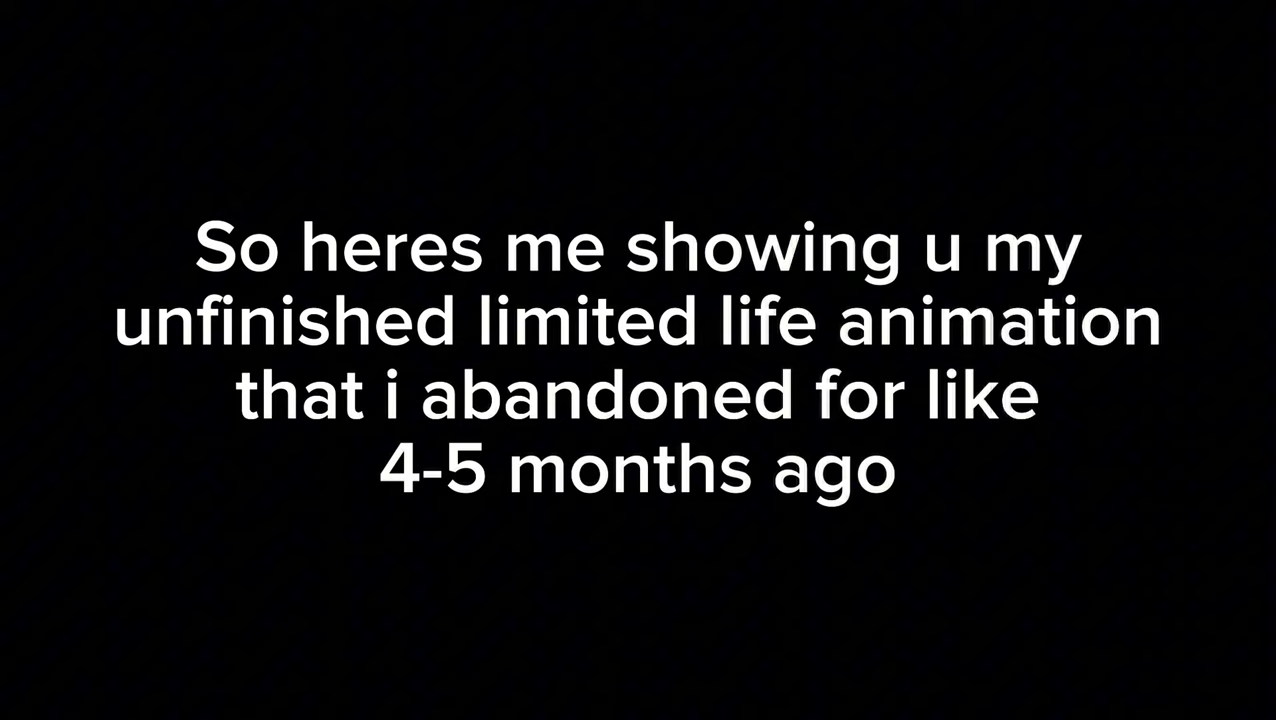 So heres me showing u my
unfinished limited life animation
that i abandoned for like
4-5 months ago